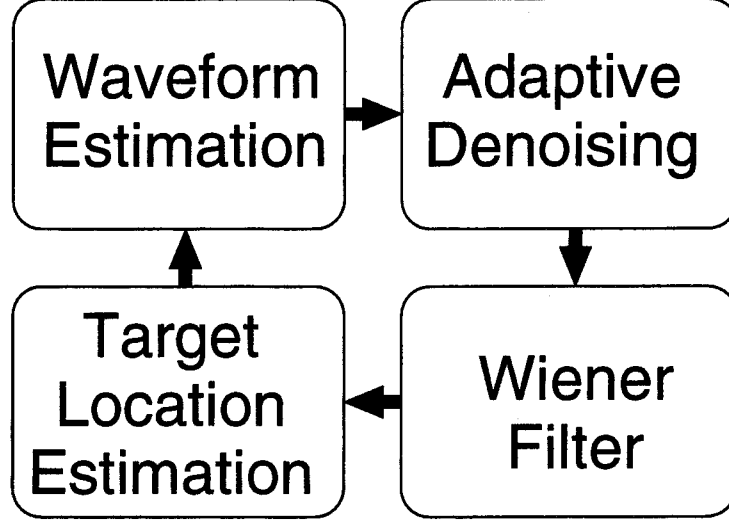 Waveform
Estimation
Adaptive
Denoising
Target
Location
Estimation
Wiener
Filter